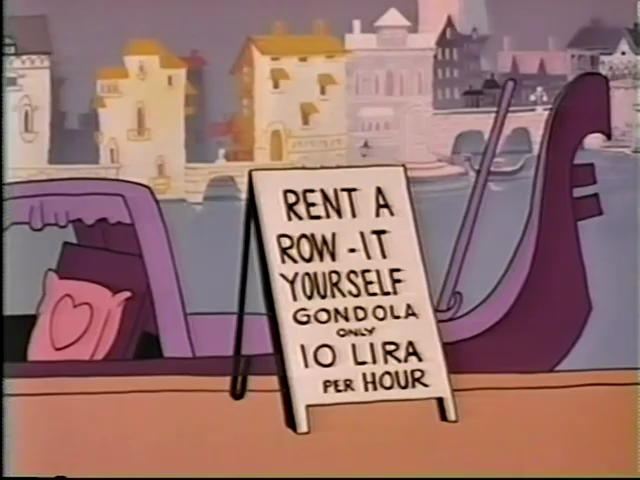 RENT A
ROW-IT
YOURSELF
GONDOLA
ONLY
10 LIRA
PER HOUR